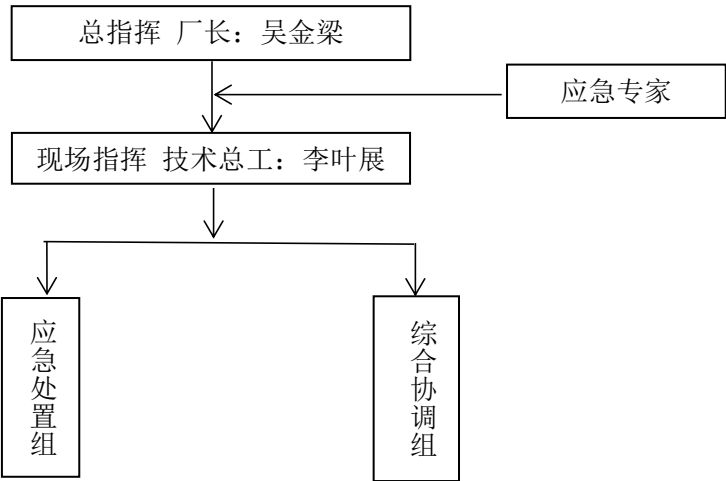 总指挥 厂长：吴金梁
应急专家
现场指挥 技术总工：李叶展
应急处置组
综合协调组